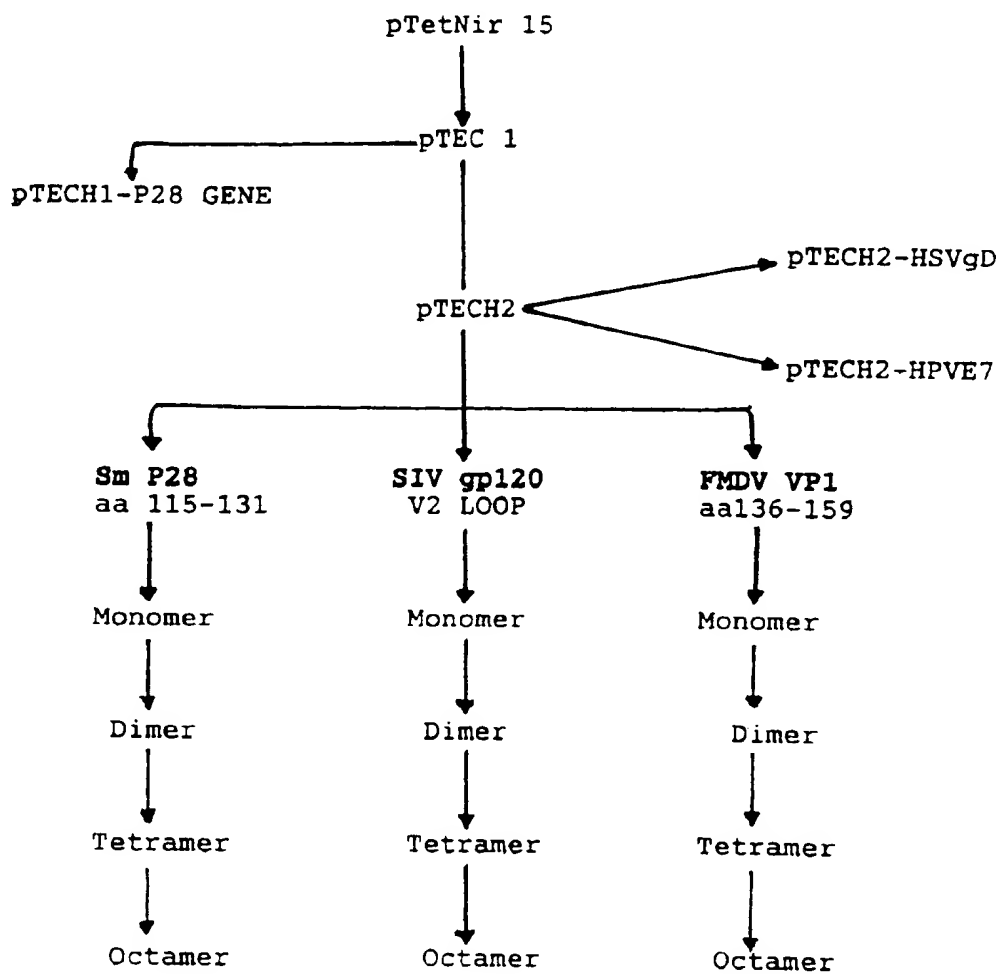 pTetNir 15
pTEC 1
pTECH1-P28 GENE
pTECH2-HSVgD
pTECH2
pTECH2-HPVE7
Sm P28
aa 115-131
SIV gp120
V2 LOOP
FMDV VP1
aa136-159
Monomer
Monomer
Monomer
Dimer
Dimer
Dimer
Tetramer
Tetramer
Tetramer
Octamer
Octamer
Octamer